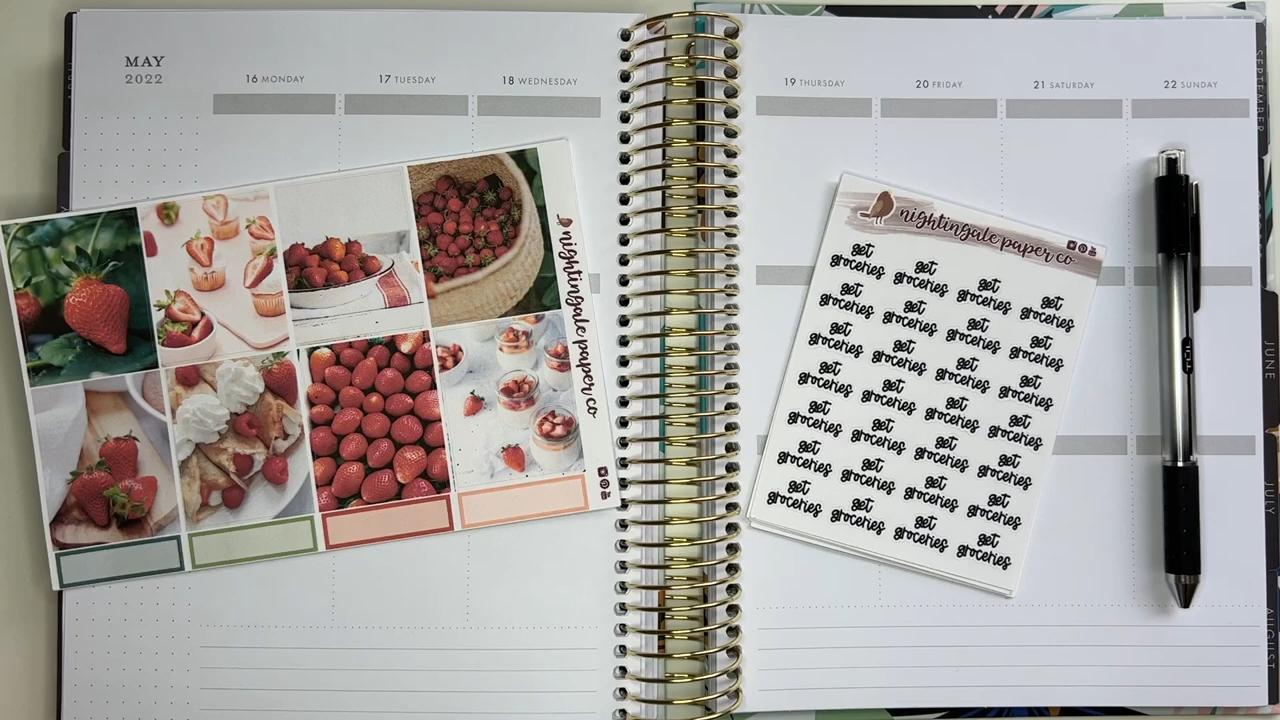 MAY
2022
16 MONDAY
17 TUESDAY
18 WEDNESDAY
19 THURSDAY
20 FRIDAY
21 SATURDAY
22 SUNDAY
nightingale paper co
nightingale paper co
get groceries get groceries get groceries get groceries
get groceries get groceries get groceries get groceries
get groceries get groceries get groceries get groceries
get groceries get groceries get groceries get groceries
get groceries get groceries get groceries get groceries
get groceries get groceries get groceries get groceries
get groceries get groceries get groceries get groceries
SEPTEMBER
JUNE
JULY
AUGUST